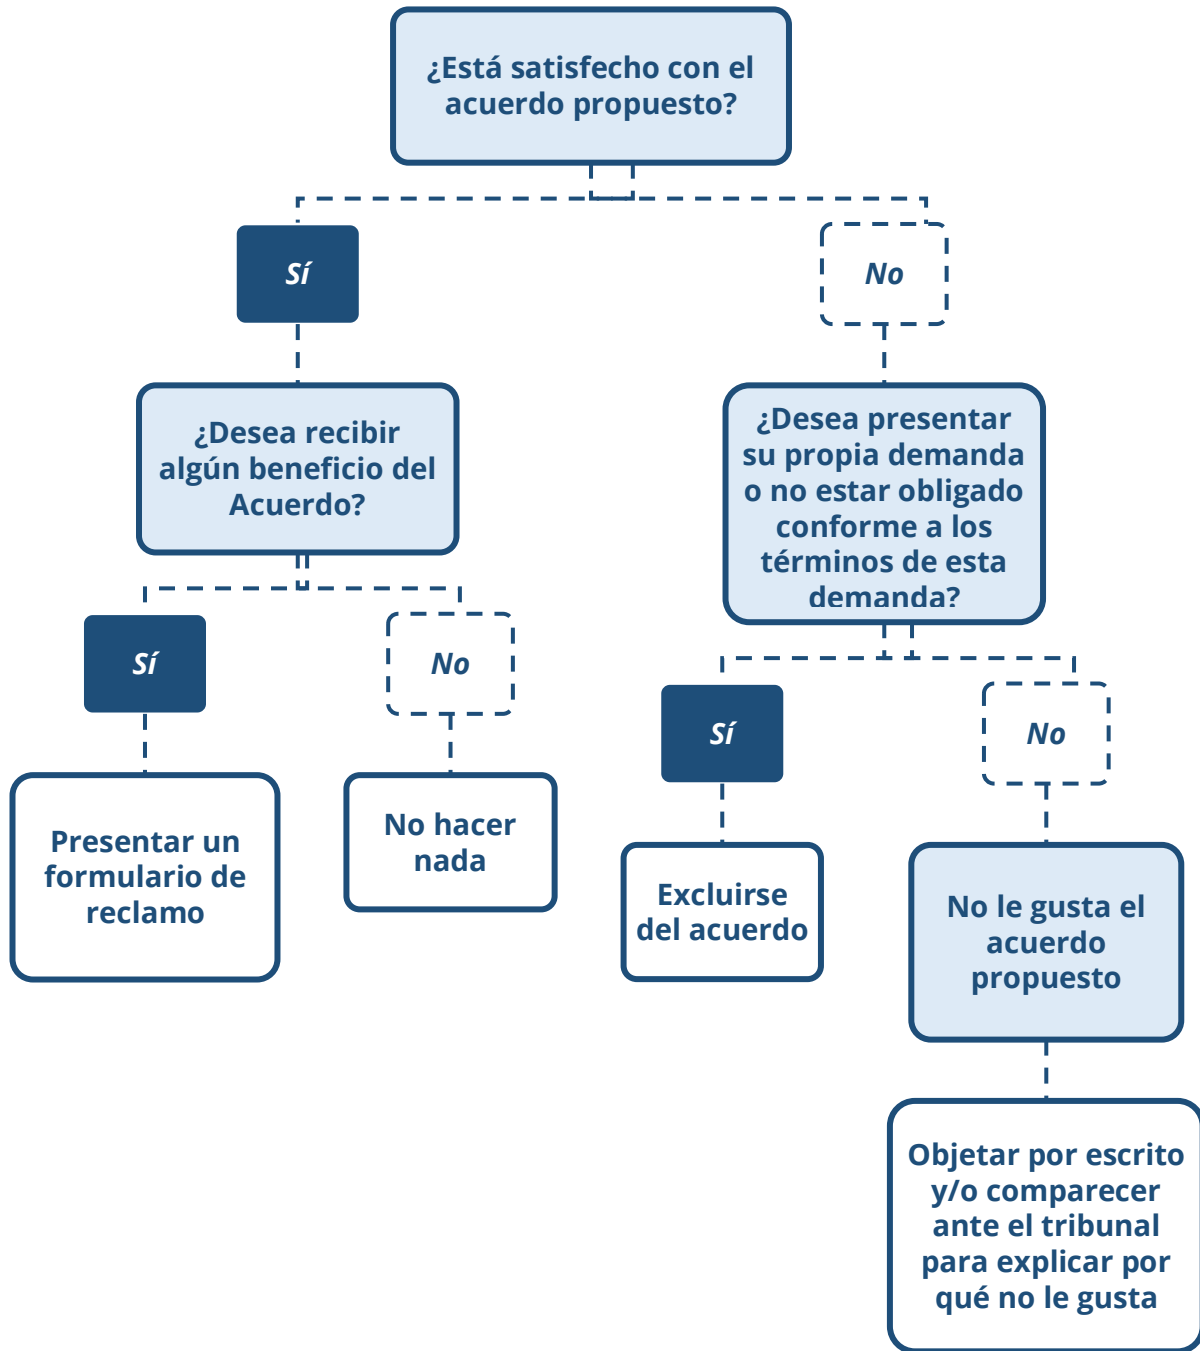 ¿Está satisfecho con el
acuerdo propuesto?
Sí
No
¿Desea recibir
algún beneficio del
Acuerdo?
¿Desea presentar
su propia demanda
o no estar obligado
conforme a los
términos de esta
demanda?
Sí
No
Sí
No
Presentar un
formulario de
reclamo
No hacer
nada
Excluirse
del acuerdo
No le gusta el
acuerdo
propuesto
Objetar por escrito
y/o comparecer
ante el tribunal
para explicar por
qué no le gusta